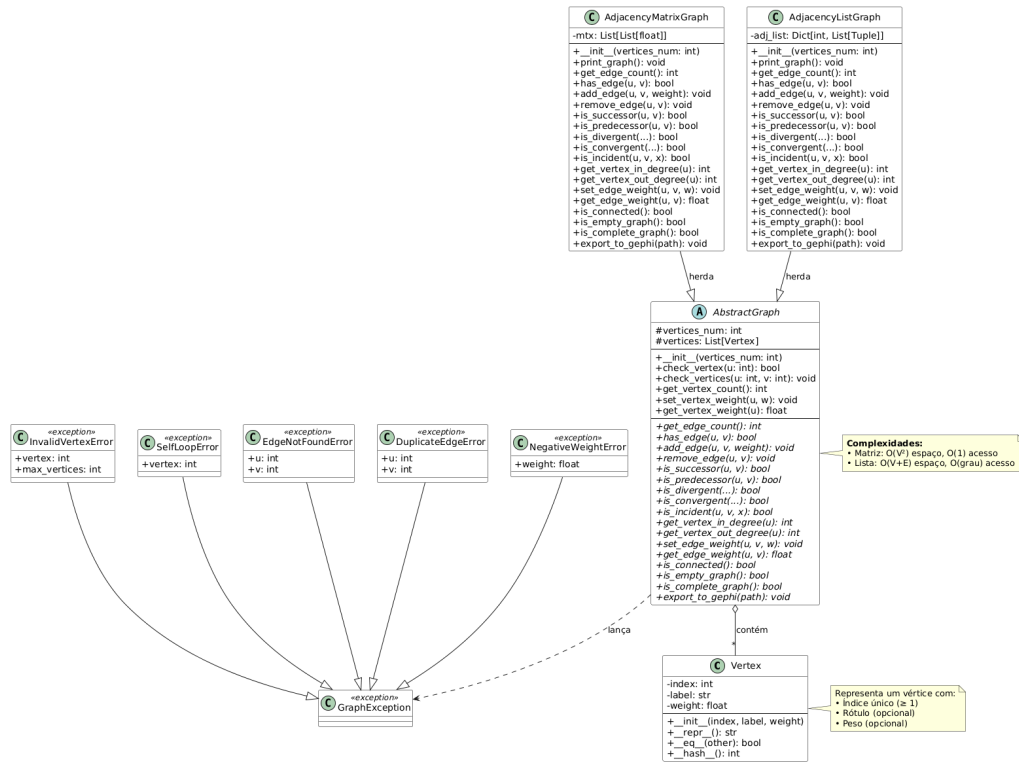 C AdjacencyMatrixGraph
-mtx: List[List[float]]
+__init__(vertices_num: int)
+print_graph(): void
+get_edge_count(): int
+has_edge(u, v): bool
+add_edge(u, v, weight): void
+remove_edge(u, v): void
+is_successor(u, v): bool
+is_predecessor(u, v): bool
+is_divergent(...): bool
+is_convergent(...): bool
+is_incident(u, v, x): bool
+get_vertex_in_degree(u): int
+get_vertex_out_degree(u): int
+set_edge_weight(u, v, w): void
+get_edge_weight(u, v): float
+is_connected(): bool
+is_empty_graph(): bool
+is_complete_graph(): bool
+export_to_gephi(path): void
C AdjacencyListGraph
-adj_list: Dict[int, List[Tuple]]
+__init__(vertices_num: int)
+print_graph(): void
+get_edge_count(): int
+has_edge(u, v): bool
+add_edge(u, v, weight): void
+remove_edge(u, v): void
+is_successor(u, v): bool
+is_predecessor(u, v): bool
+is_divergent(...): bool
+is_convergent(...): bool
+is_incident(u, v, x): bool
+get_vertex_in_degree(u): int
+get_vertex_out_degree(u): int
+set_edge_weight(u, v, w): void
+get_edge_weight(u, v): float
+is_connected(): bool
+is_empty_graph(): bool
+is_complete_graph(): bool
+export_to_gephi(path): void
herda
herda
A AbstractGraph
#vertices_num: int
#vertices: List[Vertex]
+__init__(vertices_num: int)
+check_vertex(u: int): bool
+check_vertices(u: int, v: int): void
+get_vertex_count(): int
+set_vertex_weight(u, w): void
+get_vertex_weight(u): float
+get_edge_count(): int
+has_edge(u, v): bool
+add_edge(u, v, weight): void
+remove_edge(u, v): void
+is_successor(u, v): bool
+is_predecessor(u, v): bool
+is_divergent(...): bool
+is_convergent(...): bool
+is_incident(u, v, x): bool
+get_vertex_in_degree(u): int
+get_vertex_out_degree(u): int
+set_edge_weight(u, v, w): void
+get_edge_weight(u, v): float
+is_connected(): bool
+is_empty_graph(): bool
+is_complete_graph(): bool
+export_to_gephi(path): void
Complexidades:
• Matriz: O(V²) espaço, O(1) acesso
• Lista: O(V+E) espaço, O(grau) acesso
«exception»
C InvalidVertexError
+vertex: int
+max_vertices: int
«exception»
C SelfLoopError
+vertex: int
«exception»
C EdgeNotFoundError
+u: int
+v: int
«exception»
C DuplicateEdgeError
+u: int
+v: int
«exception»
C NegativeWeightError
+weight: float
lança
contém
*
«exception»
C GraphException
C Vertex
-index: int
-label: str
-weight: float
+__init__(index, label, weight)
+__repr__(): str
+__eq__(other): bool
+__hash__(): int
Representa um vértice com:
• Índice único (≥ 1)
• Rótulo (opcional)
• Peso (opcional)